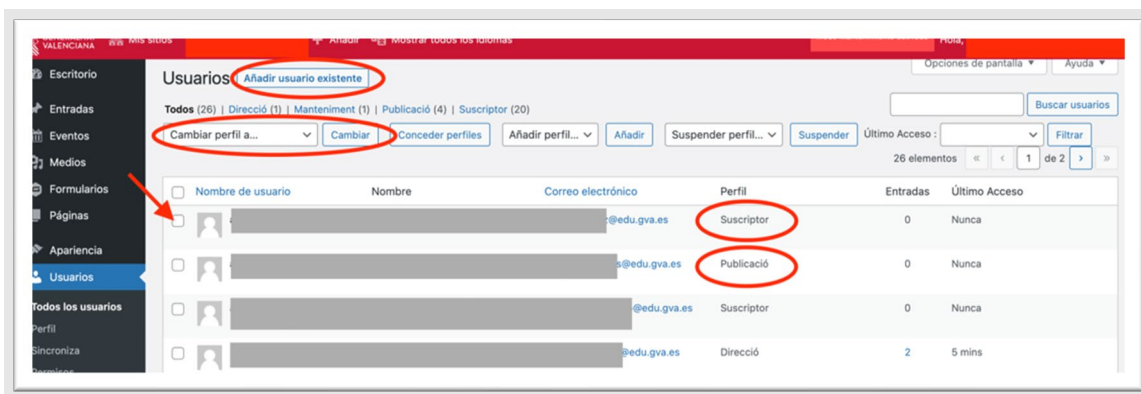 VALENCIANA Mis sitios + Añadir Mostrar todos los idiomas Hola,
Escritorio
Entradas
Eventos
Medios
Formularios
Páginas
Apariencia
Usuarios
Todos los usuarios
Perfil
Sincroniza
Permisos
Opciones de pantalla ▼ Ayuda ▼
Usuarios Añadir usuario existente
Todos (26) | Direcció (1) | Manteniment (1) | Publicació (4) | Suscriptor (20)
Buscar usuarios
Cambiar perfil a... Cambiar Conceder perfiles Añadir perfil... Añadir Suspender perfil... Suspender Último Acceso : Filtrar
26 elementos « ‹ 1 de 2 › »
Nombre de usuario Nombre Correo electrónico Perfil Entradas Último Acceso
@edu.gva.es Suscriptor 0 Nunca
s@edu.gva.es Publicació 0 Nunca
@edu.gva.es Suscriptor 0 Nunca
@edu.gva.es Direcció 2 5 mins